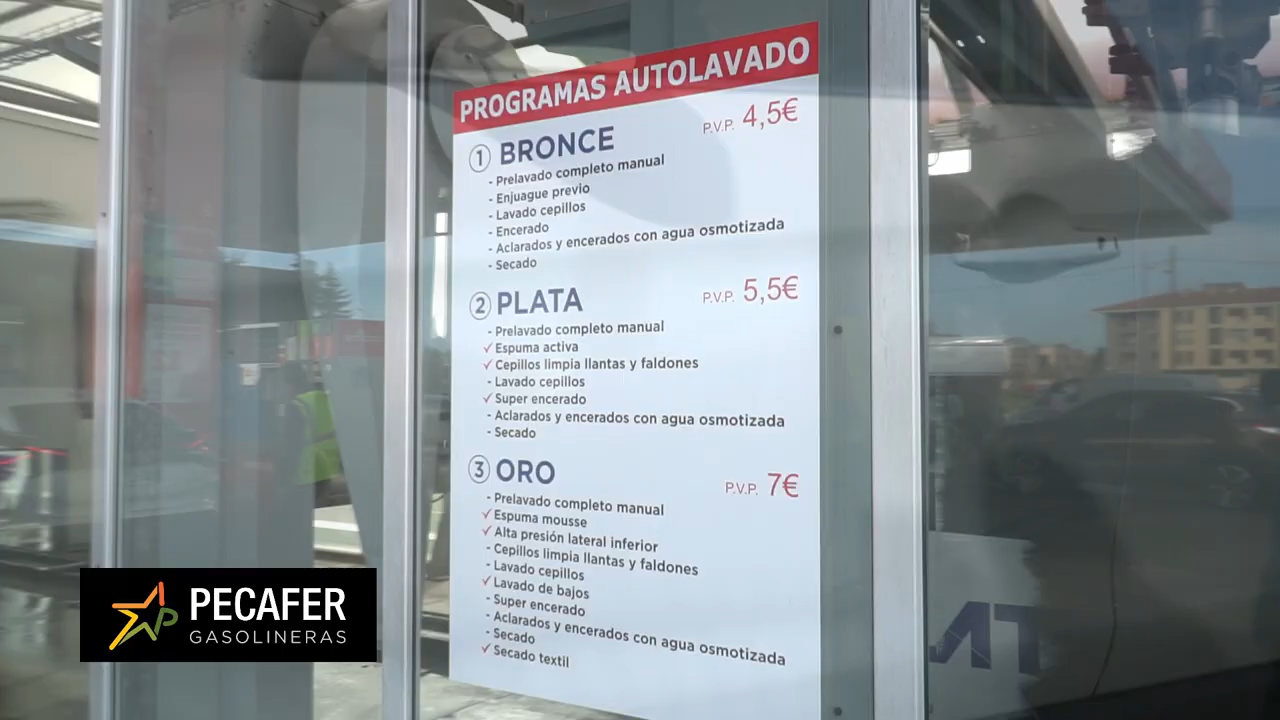 PROGRAMAS AUTOLAVADO
1 BRONCE P.V.P. 4,5€
- Prelavado completo manual
- Enjuague previo
- Lavado cepillos
- Encerado
- Aclarados y encerados con agua osmotizada
- Secado
2 PLATA P.V.P. 5,5€
- Prelavado completo manual
✓ Espuma activa
✓ Cepillos limpia llantas y faldones
- Lavado cepillos
✓ Super encerado
- Aclarados y encerados con agua osmotizada
- Secado
3 ORO P.V.P. 7€
- Prelavado completo manual
✓ Espuma mousse
✓ Alta presión lateral inferior
- Cepillos limpia llantas y faldones
- Lavado cepillos
✓ Lavado de bajos
- Super encerado
- Aclarados y encerados con agua osmotizada
- Secado
✓ Secado textil
PECAFER
GASOLINERAS